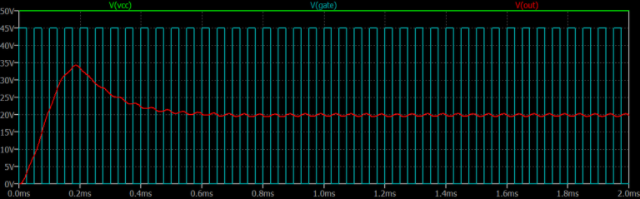 V(vcc) V(gate) V(out)
50V
45V
40V
35V
30V
25V
20V
15V
10V
5V
0V
0.0ms 0.2ms 0.4ms 0.6ms 0.8ms 1.0ms 1.2ms 1.4ms 1.6ms 1.8ms 2.0ms